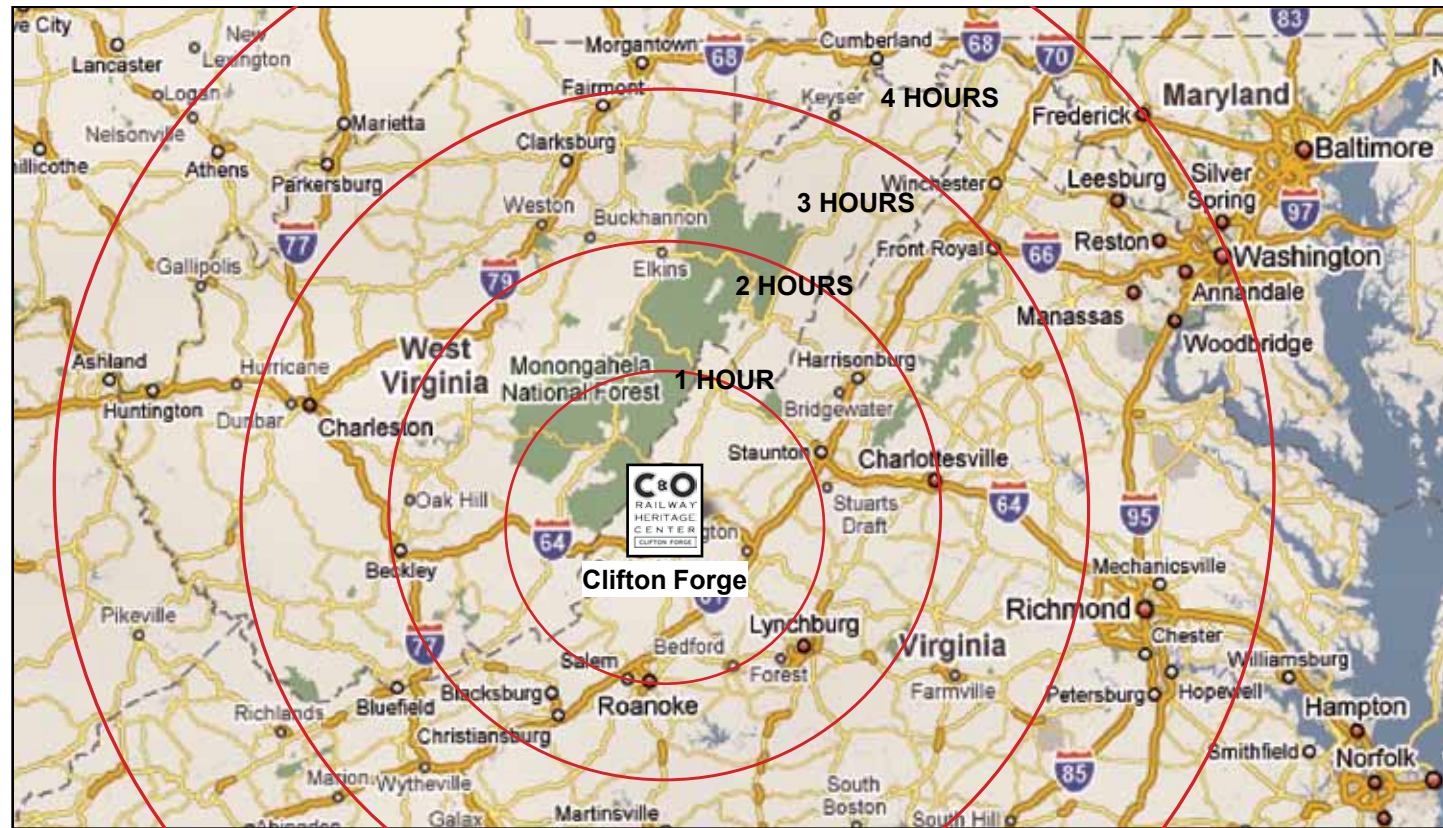 ve City
New
Lexington
Lancaster
Logan
Nelsonville
illicothe
Athens
Marietta
Parkersburg
Morgantown
68
Cumberland
68
70
83
Fairmont
Keyser
4 HOURS
Frederick
Maryland
Baltimore
Clarksburg
Winchester
Leesburg
Silver
Spring
97
3 HOURS
Weston
Buckhannon
77
Front Royal
66
Reston
Washington
Gallipolis
79
Elkins
2 HOURS
Annandale
Manassas
Woodbridge
Ashland
Hurricane
West
Virginia
Monongahela
National Forest
1 HOUR
Harrisonburg
Bridgewater
Huntington
Dunbar
Charleston
Staunton
Charlottesville
Oak Hill
C&O
RAILWAY
HERITAGE
CENTER
CLIFTON FORGE
Stuarts
Draft
64
95
64
gton
Beckley
Clifton Forge
Mechanicsville
Richmond
Pikeville
77
Lynchburg
Virginia
Chester
Bedford
Forest
Williamsburg
Salem
Farmville
Petersburg
Hopewell
Richlands
Bluefield
Blacksburg
Roanoke
Hampton
Christiansburg
Smithfield
Norfolk
Marion
Wytheville
85
South
Boston
Abingdon
Galax
Martinsville
South Hill